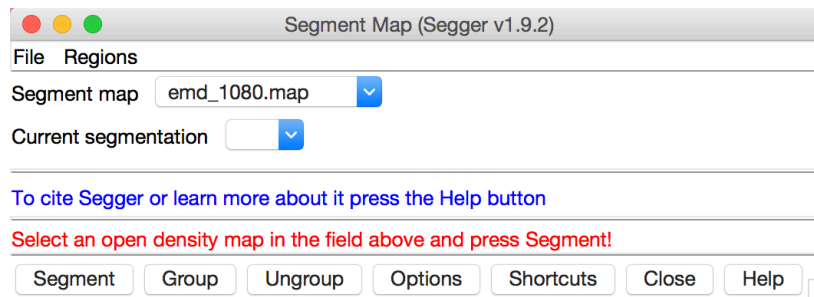 Segment Map (Segger v1.9.2)
File Regions
Segment map emd_1080.map
Current segmentation
To cite Segger or learn more about it press the Help button
Select an open density map in the field above and press Segment!
Segment Group Ungroup Options Shortcuts Close Help